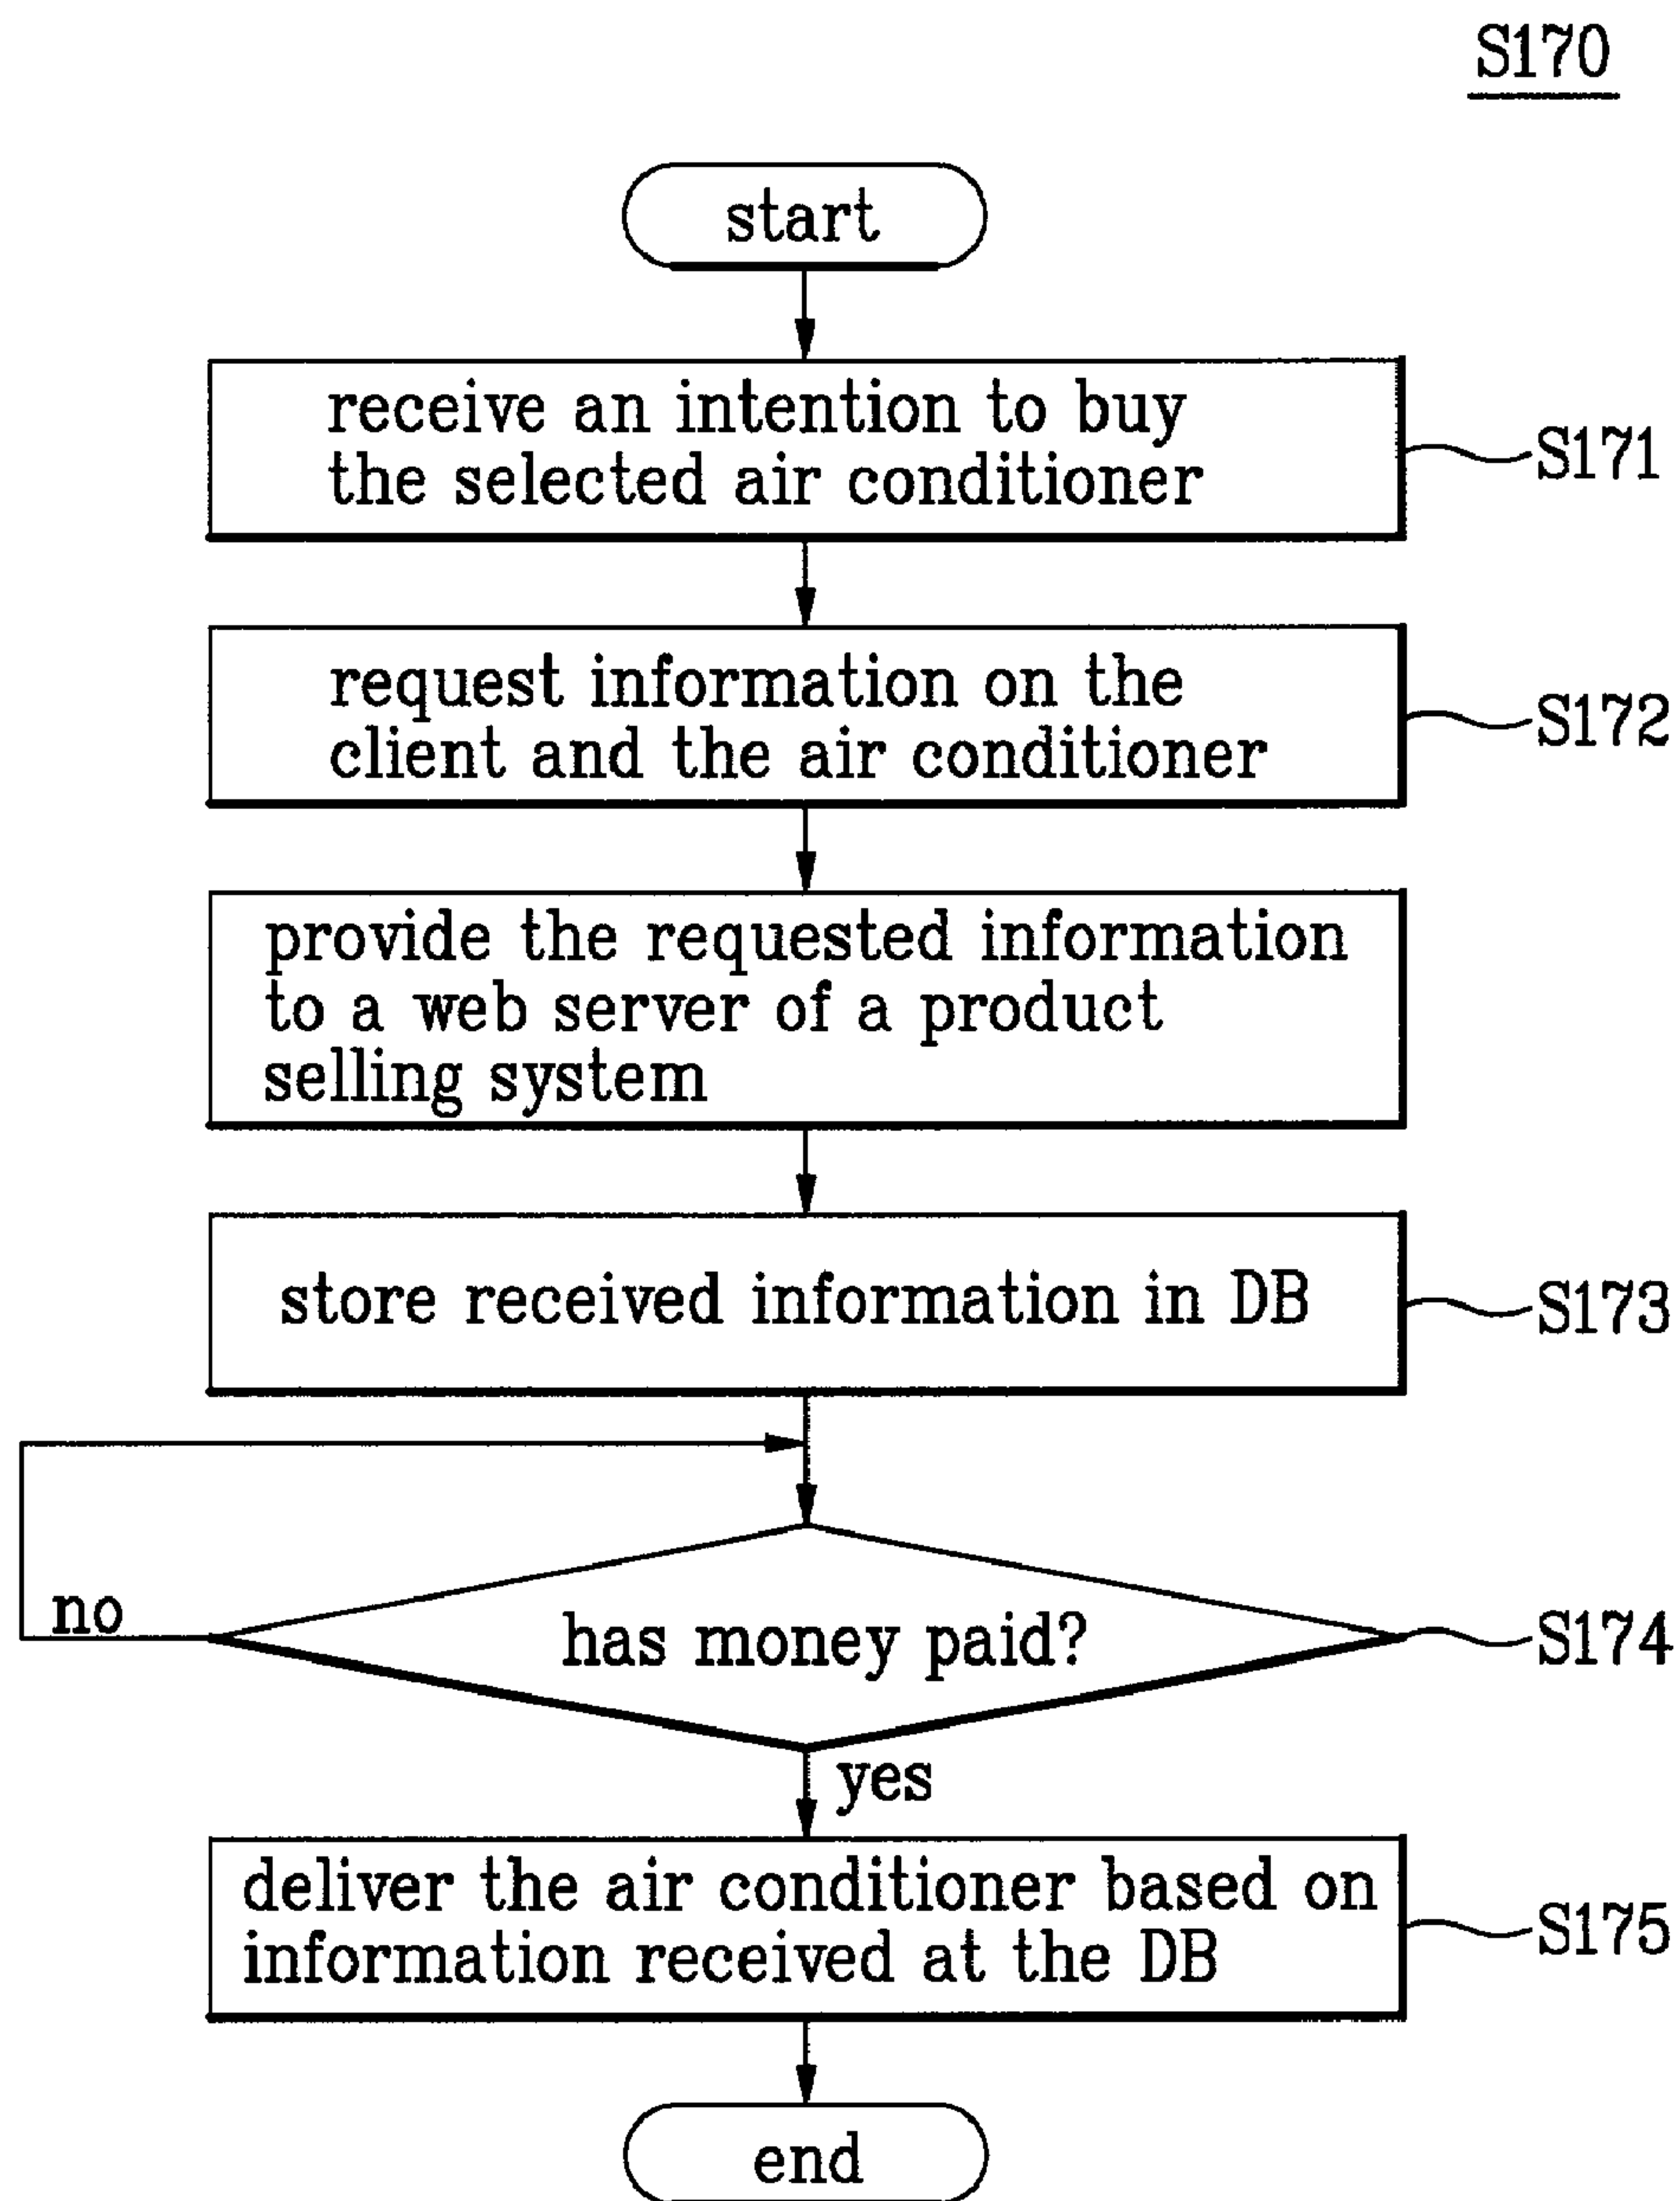 S170
start
receive an intention to buy
the selected air conditioner
S171
request information on the
client and the air conditioner
S172
provide the requested information
to a web server of a product
selling system
store received information in DB
S173
no
has money paid?
S174
yes
deliver the air conditioner based on
information received at the DB
S175
end